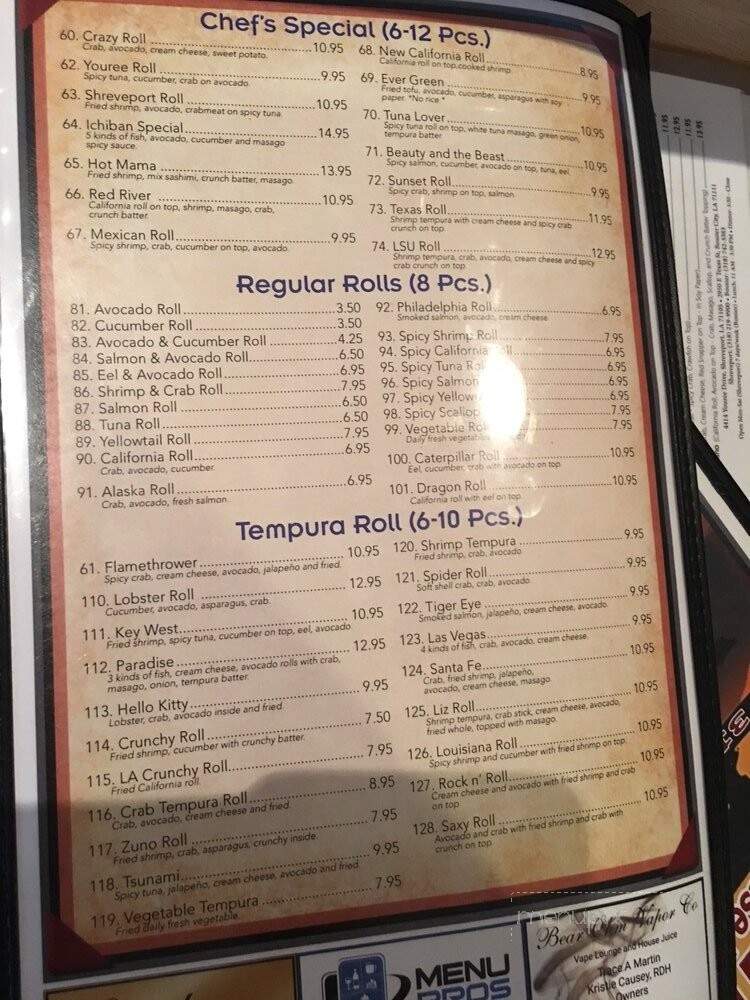 Chef's Special (6-12 Pcs.)
60. Crazy Roll ... 10.95
Crab, avocado, cream cheese, sweet potato.
62. Youree Roll ... 9.95
Spicy tuna, cucumber, crab on avocado.
63. Shreveport Roll ... 10.95
Fried shrimp, avocado, crabmeat on spicy tuna.
64. Ichiban Special ... 14.95
5 kinds of fish, avocado, cucumber and masago
spicy sauce.
65. Hot Mama ... 13.95
Fried shrimp, mix sashimi, crunch batter, masago.
66. Red River ... 10.95
California roll on top, shrimp, masago, crab,
crunch batter.
67. Mexican Roll ... 9.95
Spicy shrimp, crab, cucumber on top, avocado.
68. New California Roll ... 8.95
California roll on top, cooked shrimp.
69. Ever Green ... 9.95
Fried tofu, avocado, cucumber, asparagus with soy
paper. *No rice.*
70. Tuna Lover ... 10.95
Spicy tuna roll on top, white tuna masago, green onion,
tempura batter.
71. Beauty and the Beast ... 10.95
Spicy salmon, cucumber, avocado on top, tuna, eel.
72. Sunset Roll ... 9.95
Spicy crab, shrimp on top, salmon.
73. Texas Roll ... 11.95
Shrimp tempura with cream cheese and spicy crab
crunch on top.
74. LSU Roll ... 12.95
Shrimp tempura, crab, avocado, cream cheese and spicy
crab crunch on top.
Regular Rolls (8 Pcs.)
81. Avocado Roll ... 3.50
82. Cucumber Roll ... 3.50
83. Avocado & Cucumber Roll ... 4.25
84. Salmon & Avocado Roll ... 6.50
85. Eel & Avocado Roll ... 6.95
86. Shrimp & Crab Roll ... 7.95
87. Salmon Roll ... 6.50
88. Tuna Roll ... 6.50
89. Yellowtail Roll ... 7.95
90. California Roll ... 6.95
Crab, avocado, cucumber.
91. Alaska Roll ... 6.95
Crab, avocado, fresh salmon.
92. Philadelphia Roll ... 6.95
Smoked salmon, avocado, cream cheese.
93. Spicy Shrimp Roll ... 7.95
94. Spicy California Roll ... 6.95
95. Spicy Tuna ... 6.95
96. Spicy Salmon ... 6.95
97. Spicy ... 6.95
98. Spicy Scallop ... 7.95
99. Vegetable ... 7.95
Daily fresh
100. Caterpillar Roll ... 10.95
Eel, cucumber, crab with avocado on top.
101. Dragon Roll ... 10.95
California roll with eel on top.
Tempura Roll (6-10 Pcs.)
61. Flamethrower ... 10.95
Spicy crab, cream cheese, avocado, jalapeño and fried.
110. Lobster Roll ... 12.95
Cucumber, avocado, asparagus, crab.
111. Key West ... 10.95
Fried Shrimp, spicy tuna, cucumber on top, eel, avocado.
112. Paradise ... 12.95
3 kinds of fish, cream cheese, avocado rolls with crab,
masago, onion, tempura batter.
113. Hello Kitty ... 9.95
Lobster, crab, avocado inside and fried.
114. Crunchy Roll ... 7.50
Fried shrimp, cucumber with crunchy batter.
115. LA Crunchy Roll ... 7.95
Fried California roll.
116. Crab Tempura Roll ... 8.95
Crab, avocado, cream cheese and fried.
117. Zuno Roll ... 7.95
Fried shrimp, crab, asparagus, crunchy inside.
118. Tsunami ... 9.95
Spicy tuna, jalapeño, cream cheese, avocado and fried.
119. Vegetable Tempura ... 7.95
Fried daily fresh vegetable.
120. Shrimp Tempura ... 9.95
Fried shrimp, crab, avocado.
121. Spider Roll ... 9.95
Soft shell crab, crab, avocado.
122. Tiger Eye ... 9.95
Smoked salmon, jalapeño, cream cheese, avocado.
123. Las Vegas ... 9.95
4 kinds of fish, crab, avocado, cream cheese.
124. Santa Fe ... 10.95
Crab, fried shrimp, jalapeño,
avocado, cream cheese, masago.
125. Liz Roll ... 10.95
Shrimp tempura, crab stick, cream cheese, avocado,
fried whole, topped with masago.
126. Louisiana Roll ... 10.95
Spicy shrimp and cucumber with fried shrimp on top.
127. Rock n' Roll ... 10.95
Cream cheese and avocado with fried shrimp and crab
on top.
128. Saxy Roll ... 10.95
Avocado and crab with fried shrimp and crab with
crunch on top.
MENU
PROS
Bear Ohm Vapor Co
Vape Lounge and House Juice
Trace A Martin
Kristie Causey, RDH
Owners
11.95
12.95
11.95
13.95